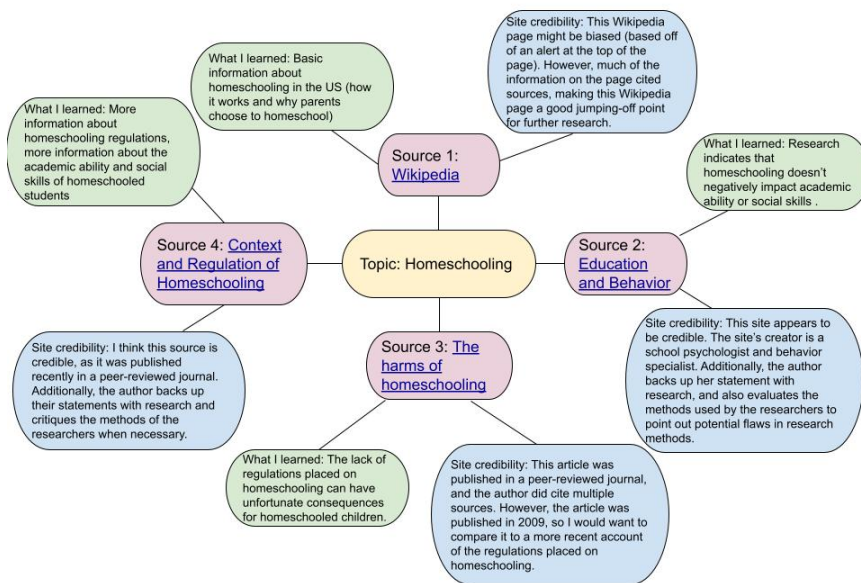 Site credibility: This Wikipedia
page might be biased (based
off of an alert at the top of the
page). However, much of the
information on the page cited
sources, making this Wikipedia
page a good jumping-off point
for further research.
What I learned: Basic
information about
homeschooling in the US (how
it works and why parents
choose to homeschool)
What I learned: More
information about
homeschooling regulations,
more information about the
academic ability and social
skills of homeschooled
students
Source 1:
Wikipedia
What I learned: Research
indicates that
homeschooling doesn't
negatively impact academic
ability or social skills .
Source 4: Context
and Regulation of
Homeschooling
Topic: Homeschooling
Source 2:
Education
and Behavior
Site credibility: I think this source is
credible, as it was published
recently in a peer-reviewed journal.
Additionally, the author backs up
their statements with research and
critiques the methods of the
researchers when necessary.
Source 3: The
harms of
homeschooling
Site credibility: This site appears to
be credible. The site's creator is a
school psychologist and behavior
specialist. Additionally, the author
backs up her statement with
research, and also evaluates the
methods used by the researchers to
point out potential flaws in research
methods.
What I learned: The lack of
regulations placed on
homeschooling can have
unfortunate consequences
for homeschooled children.
Site credibility: This article was
published in a peer-reviewed journal,
and the author did cite multiple
sources. However, the article was
published in 2009, so I would want to
compare it to a more recent account
of the regulations placed on
homeschooling.